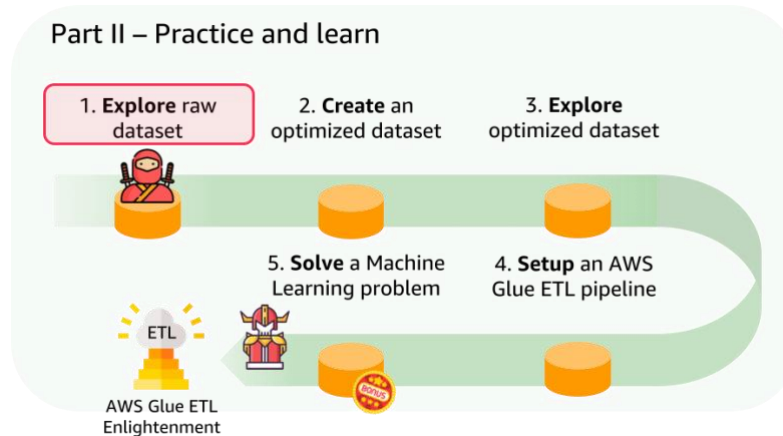 Part II – Practice and learn
1. Explore raw
dataset
2. Create an
optimized dataset
3. Explore
optimized dataset
4. Setup an AWS
Glue ETL pipeline
5. Solve a Machine
Learning problem
BONUS
ETL
AWS Glue ETL
Enlightenment